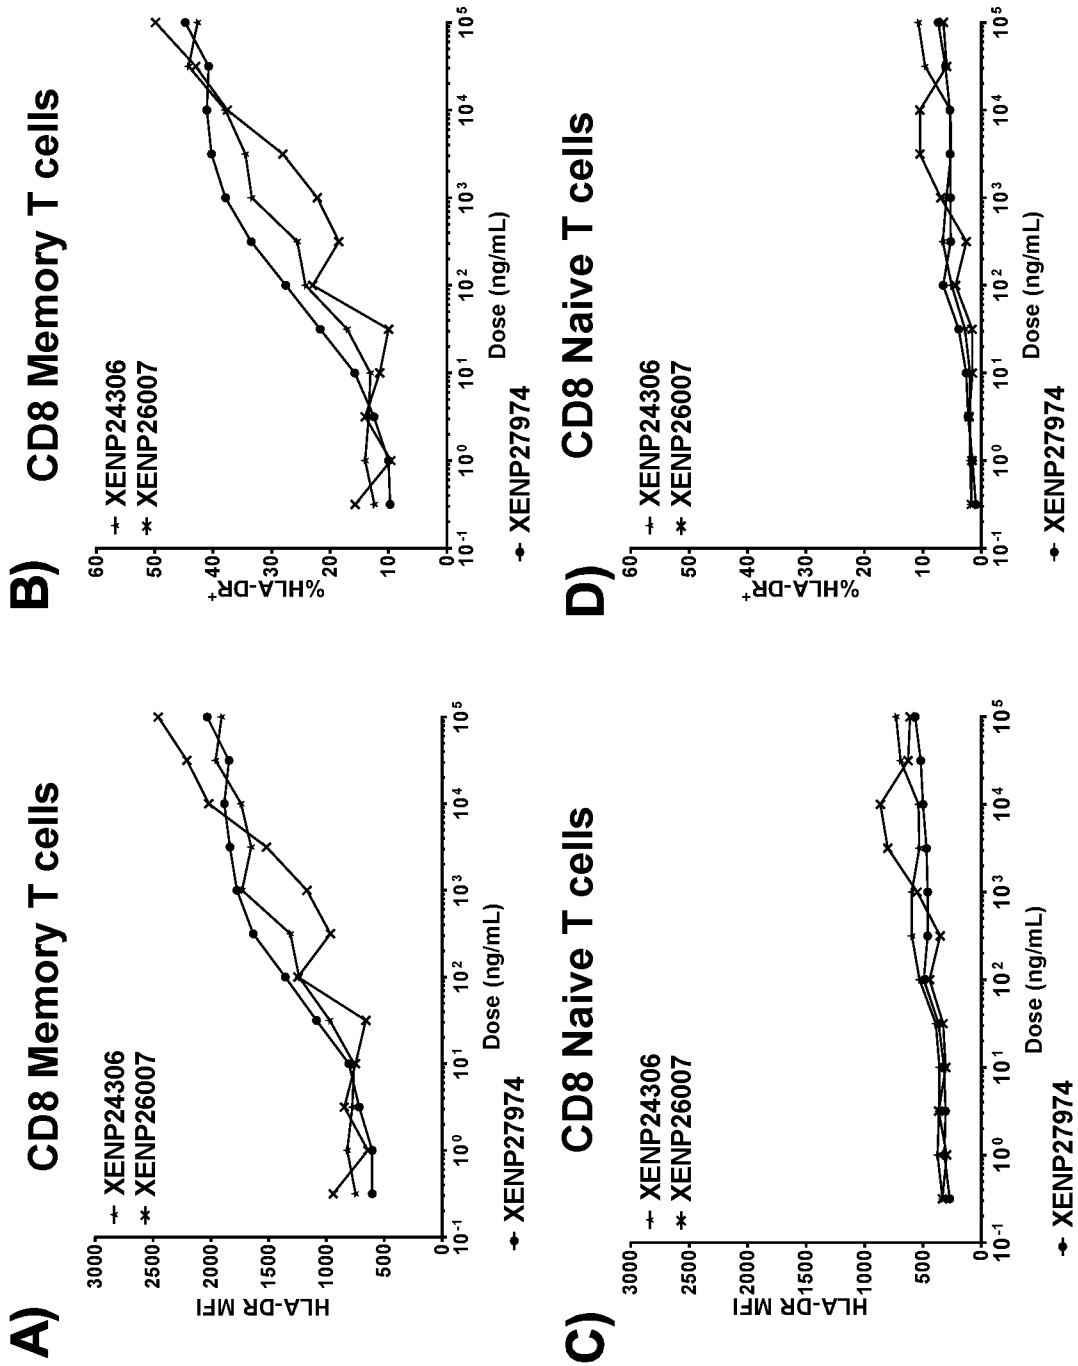 A)
CD8 Memory T cells
XENP24306
XENP26007
3000
2500
2000
1500
1000
500
0
HLA-DR MFI
10-1
10⁰
10¹
10²
10³
10⁴
10⁵
Dose (ng/mL)
XENP27974
B)
CD8 Memory T cells
XENP24306
XENP26007
60
50
40
30
20
10
0
%HLA-DR⁺
10-1
10⁰
10¹
10²
10³
10⁴
10⁵
Dose (ng/mL)
XENP27974
C)
CD8 Naive T cells
XENP24306
XENP26007
3000
2500
2000
1500
1000
500
0
HLA-DR MFI
10-1
10⁰
10¹
10²
10³
10⁴
10⁵
Dose (ng/mL)
XENP27974
D)
CD8 Naive T cells
XENP24306
XENP26007
60
50
40
30
20
10
0
%HLA-DR⁺
10-1
10⁰
10¹
10²
10³
10⁴
10⁵
Dose (ng/mL)
XENP27974